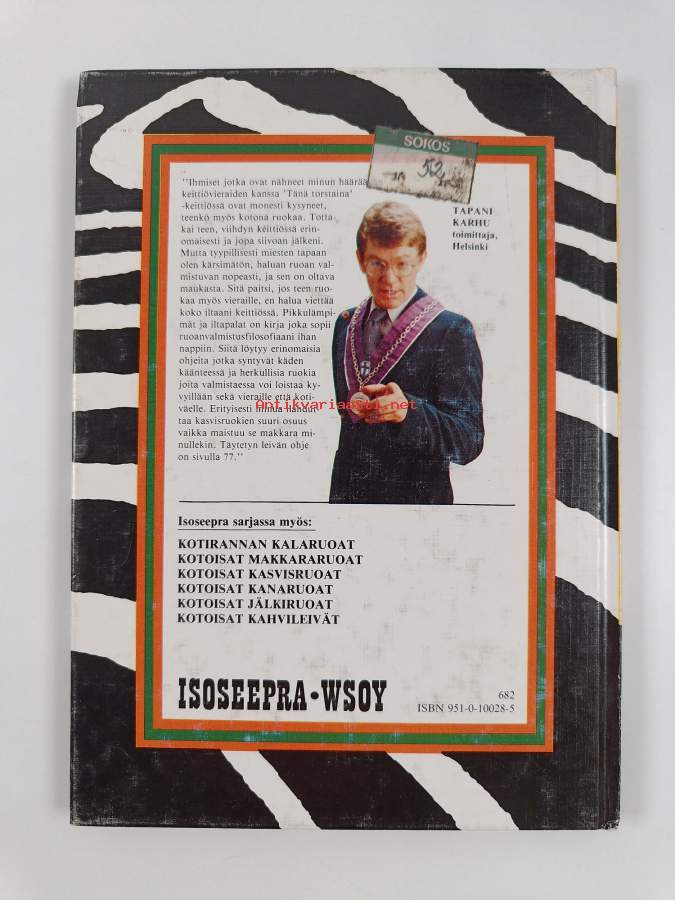 SOKOS
52,
"Ihmiset jotka ovat nähneet minun häärää
keittiövieraiden kanssa 'Tänä torstaina'
-keittiössä ovat monesti kysyneet,
teenkö myös kotona ruokaa. Totta-
kai teen, viihdyn keittiössä erin-
omaisesti ja jopa siivoan jälkeni.
Mutta tyypillisesti miesten tapaan
olen kärsimätön, haluan ruoan val-
mistuvan nopeasti, ja sen on oltava
maukasta. Sitä paitsi, jos teen ruo-
kaa myös vieraille, en halua viettää
koko iltaani keittiössä. Pikkulämpi-
mät ja iltapalat on kirja joka sopii
ruoanvalmistusfilosofiaani ihan
nappiin. Siitä löytyy erinomaisia
ohjeita jotka syntyvät käden
käänteessä ja herkullisia ruokia
joita valmistaessa voi loistaa ky-
vyillään sekä vieraille että koti-
väelle. Erityisesti minua
taa kasvisruokien suuri osuus
vaikka maistuu se makkara mi-
nullekin. Täytetyn leivän ohje
on sivulla 77."
TAPANI
KARHU
toimittaja,
Helsinki
Antikvariaatti.net
Isoseepra sarjassa myös:
KOTIRANNAN KALARUOAT
KOTOISAT MAKKARARUOAT
KOTOISAT KASVISRUOAT
KOTOISAT KANARUOAT
KOTOISAT JÄLKIRUOAT
KOTOISAT KAHVILEIVÄT
ISOSEEPRA·WSOY
682
ISBN 951-0-10028-5